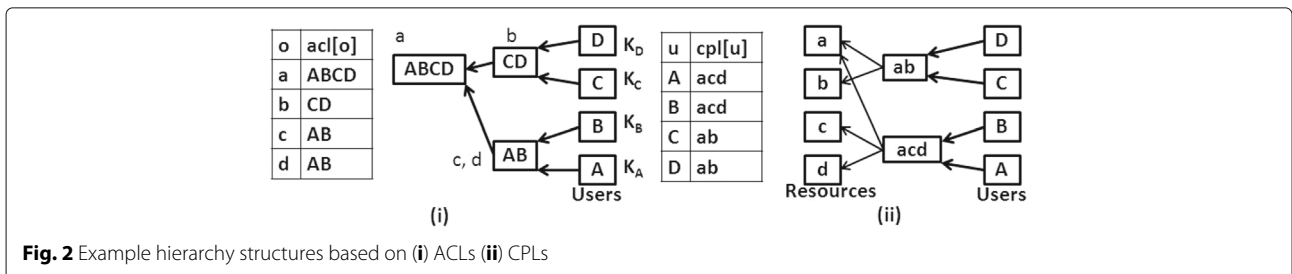 o acl[o]
a ABCD
b CD
c AB
d AB
a
ABCD
b
CD
D K_D
C K_C
B K_B
c, d
AB
A K_A
Users
(i)
u cpl[u]
A acd
B acd
C ab
D ab
a
b
c
d
Resources
ab
acd
D
C
B
A
Users
(ii)
Fig. 2 Example hierarchy structures based on (i) ACLs (ii) CPLs